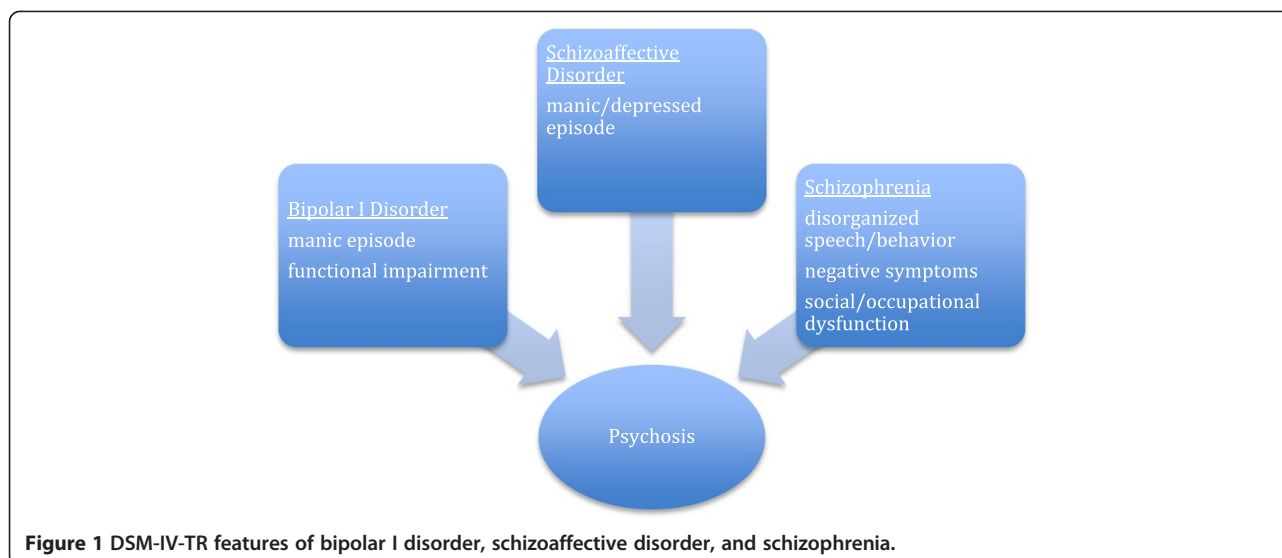 Schizoaffective
Disorder
manic/depressed
episode
Bipolar I Disorder
manic episode
functional impairment
Schizophrenia
disorganized
speech/behavior
negative symptoms
social/occupational
dysfunction
Psychosis
Figure 1 DSM-IV-TR features of bipolar I disorder, schizoaffective disorder, and schizophrenia.